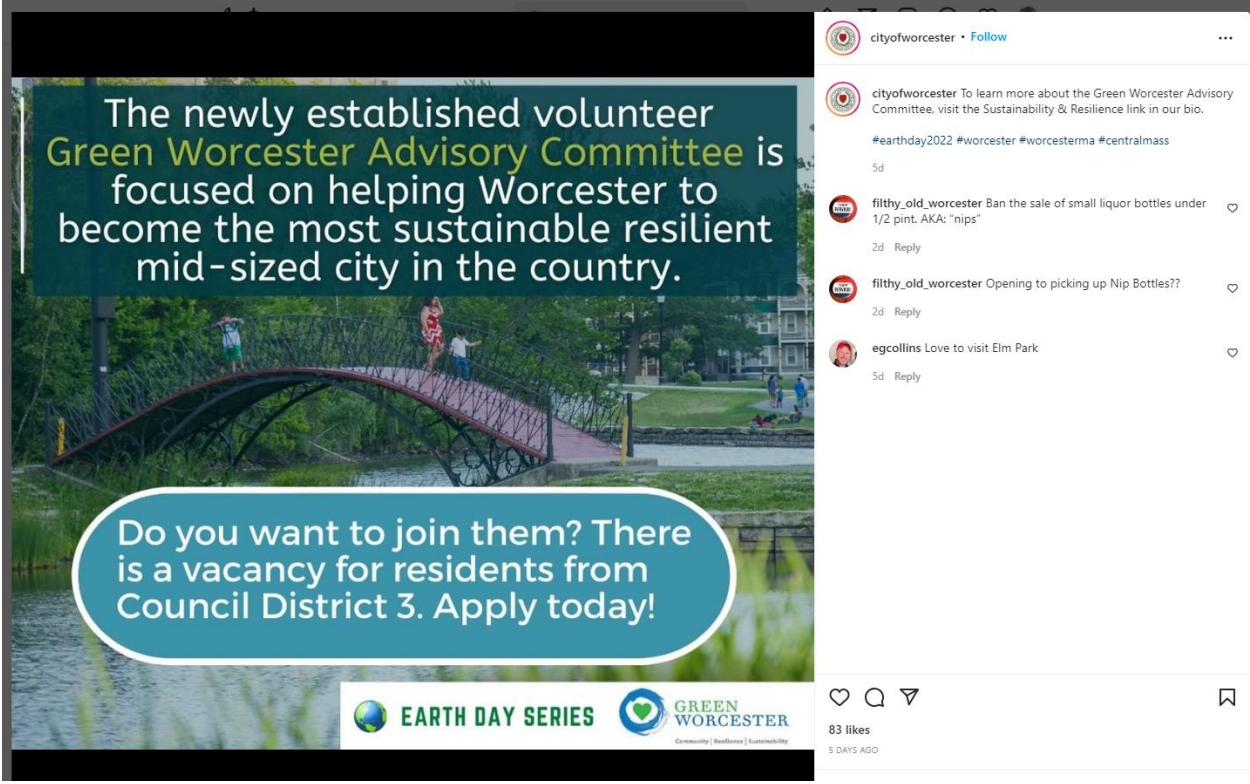 The newly established volunteer
Green Worcester Advisory Committee is
focused on helping Worcester to
become the most sustainable resilient
mid-sized city in the country.
Do you want to join them? There
is a vacancy for residents from
Council District 3. Apply today!
EARTH DAY SERIES
GREEN
WORCESTER
Community | Resilience | Sustainability
cityofworcester • Follow
cityofworcester To learn more about the Green Worcester Advisory
Committee, visit the Sustainability & Resilience link in our bio.
#earthday2022 #worcester #worcesterma #centralmass
5d
filthy_old_worcester Ban the sale of small liquor bottles under
1/2 pint. AKA: “nips”
2d Reply
filthy_old_worcester Opening to picking up Nip Bottles??
2d Reply
egcollins Love to visit Elm Park
5d Reply
83 likes
5 DAYS AGO